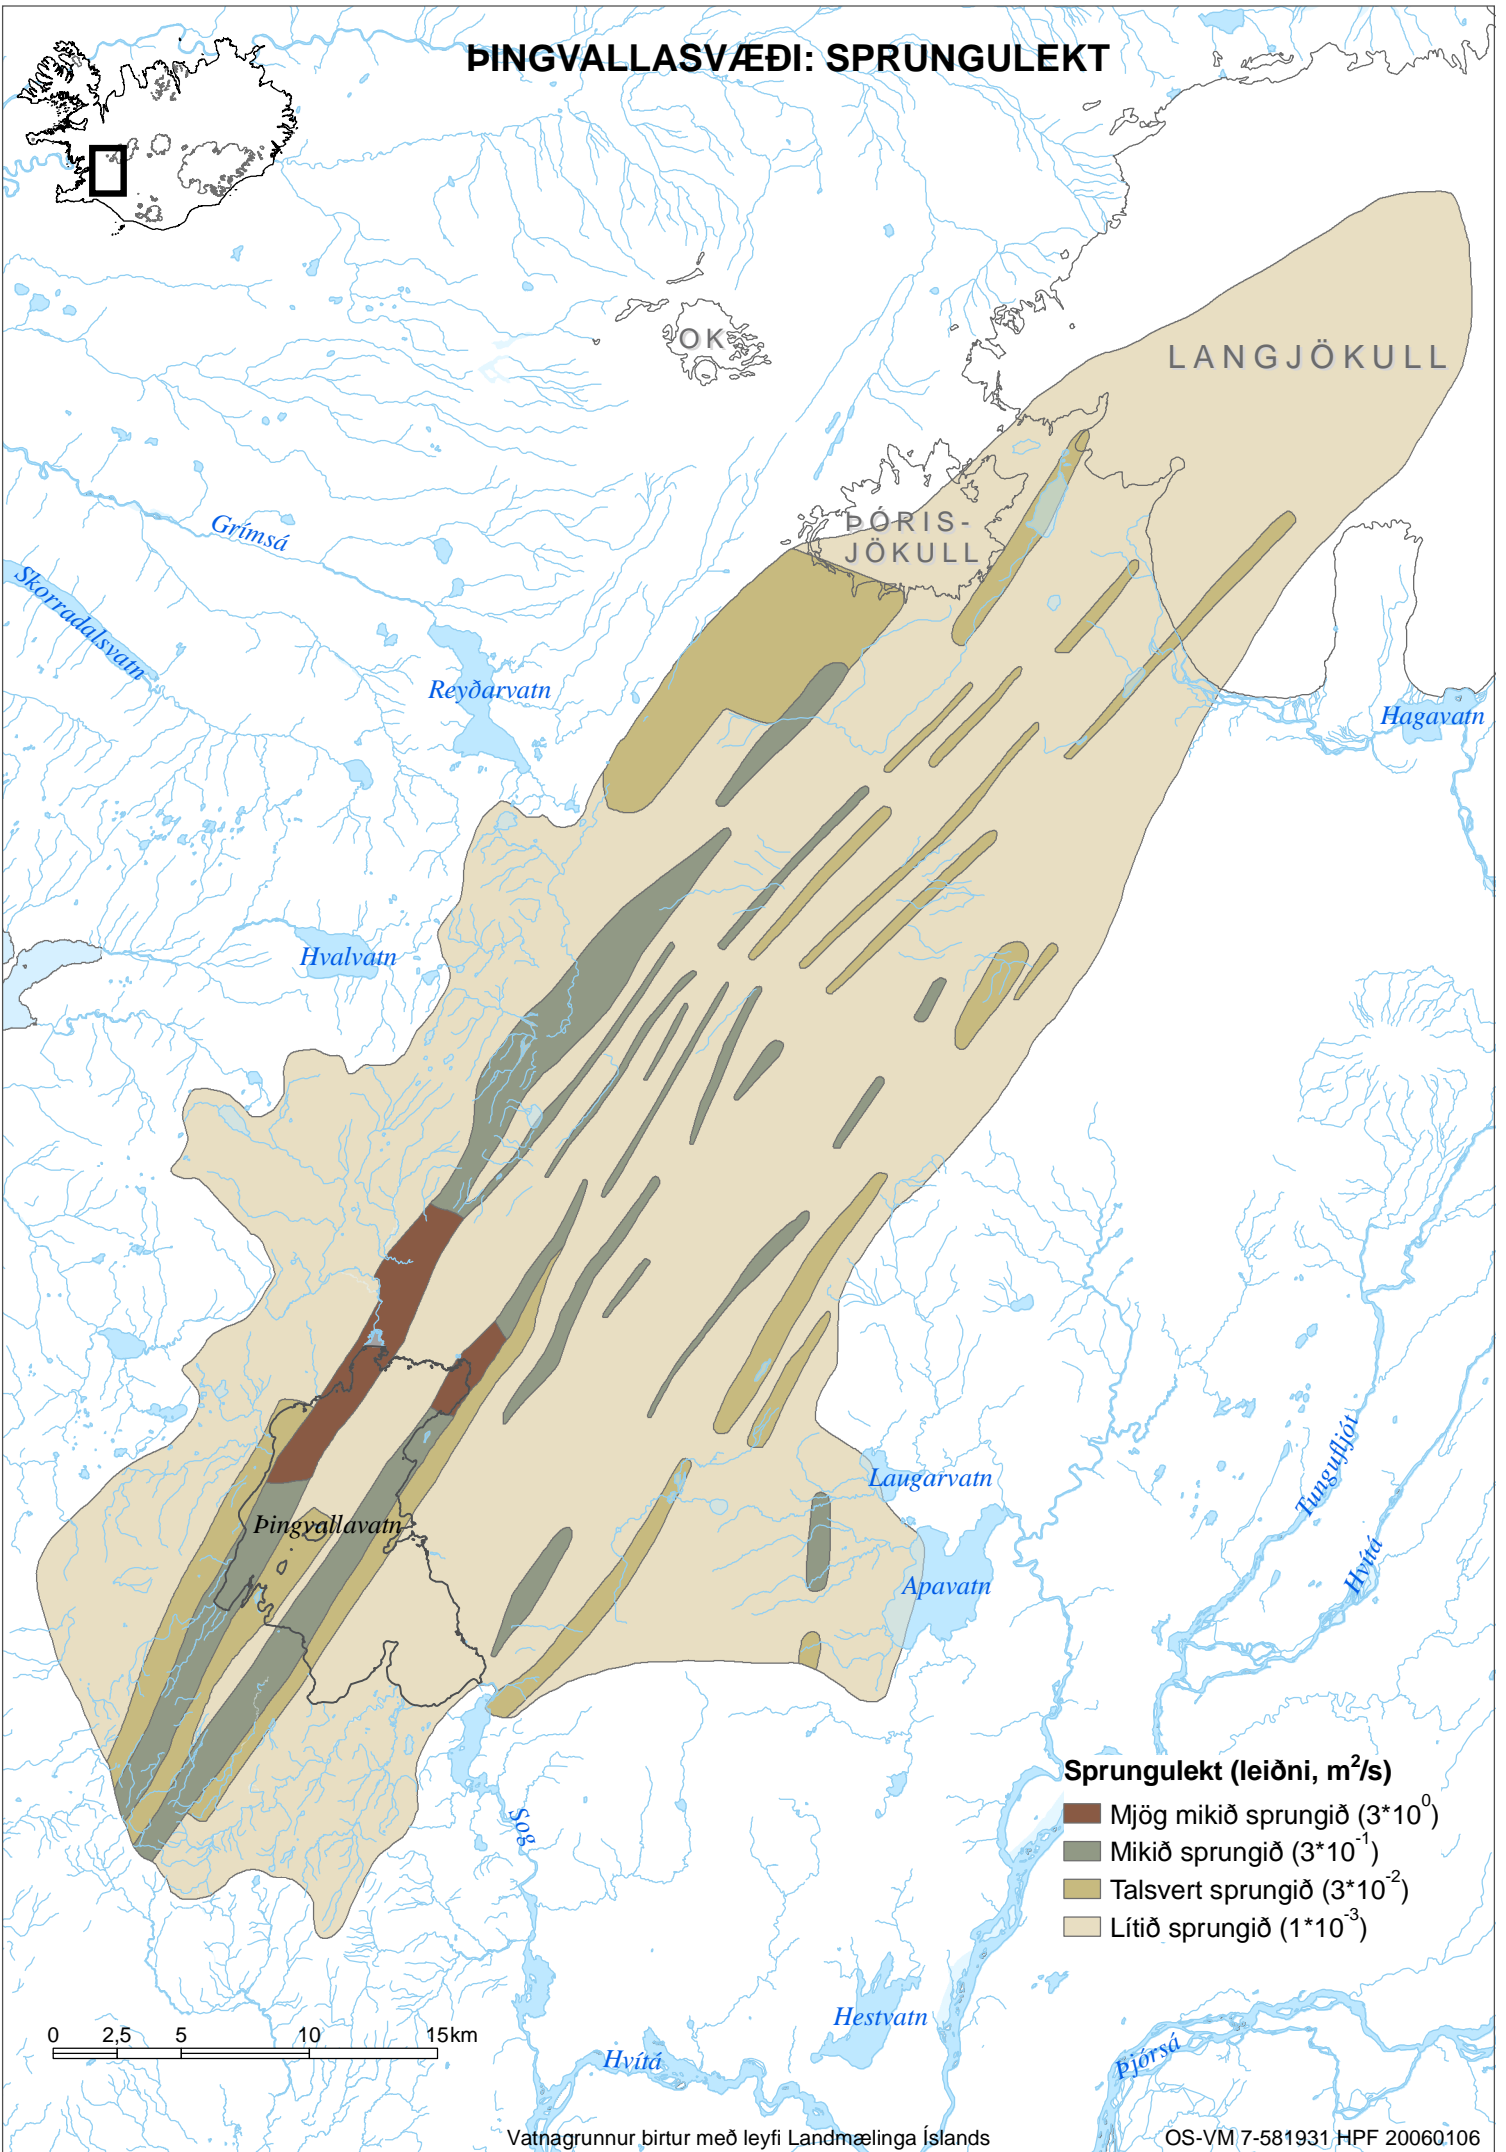 ÞINGVALLASVÆÐI: SPRUNGULEKT
OK
LANGJÖKULL
ÞÓRIS-
JÖKULL
Grímsá
Skorradalsvatn
Reyðarvatn
Hagavatn
Hvalvatn
Laugarvatn
Tungufljót
Þingvallavatn
Apavatn
Hvítá
Sog
Sprungulekt (leiðni, m²/s)
Mjög mikið sprungið (3*10⁰)
Mikið sprungið (3*10⁻¹)
Talsvert sprungið (3*10⁻²)
Lítið sprungið (1*10⁻³)
Hestvatn
0 2,5 5 10 15km
Hvítá
Þjórsá
Vatnagrunnur birtur með leyfi Landmælinga Íslands
OS-VM 7-581931 HPF 20060106